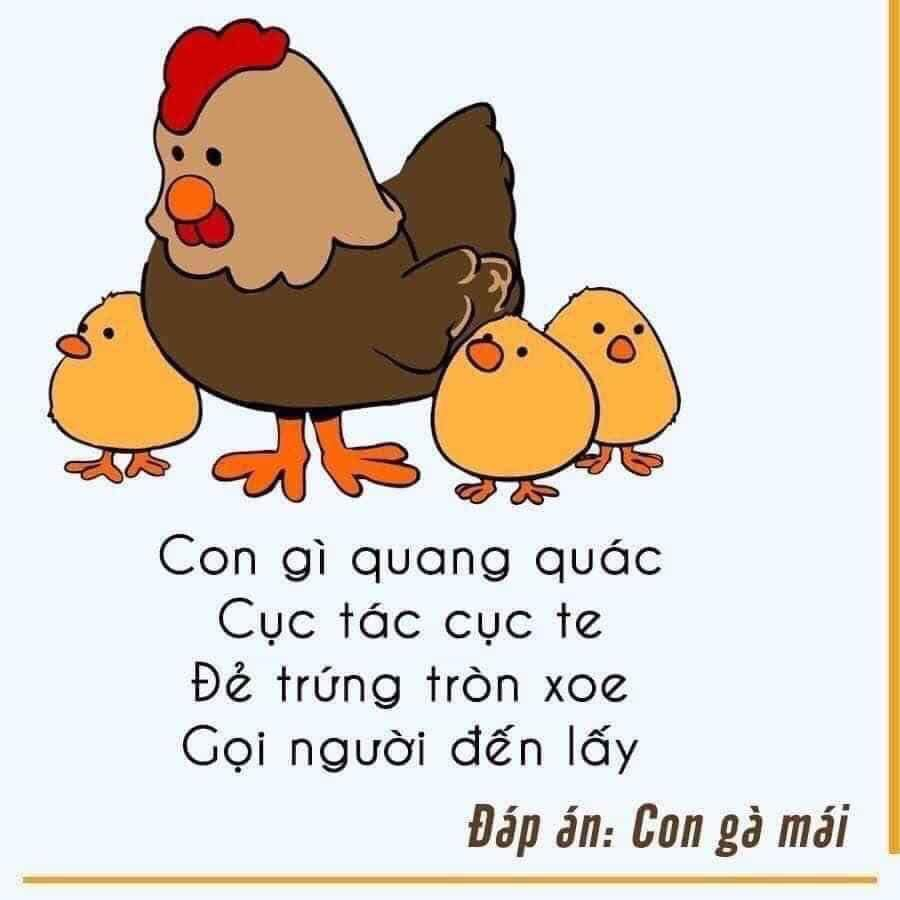 Con gì quang quác
Cục tác cục te
Đẻ trứng tròn xoe
Gọi người đến lấy
Đáp án: Con gà mái